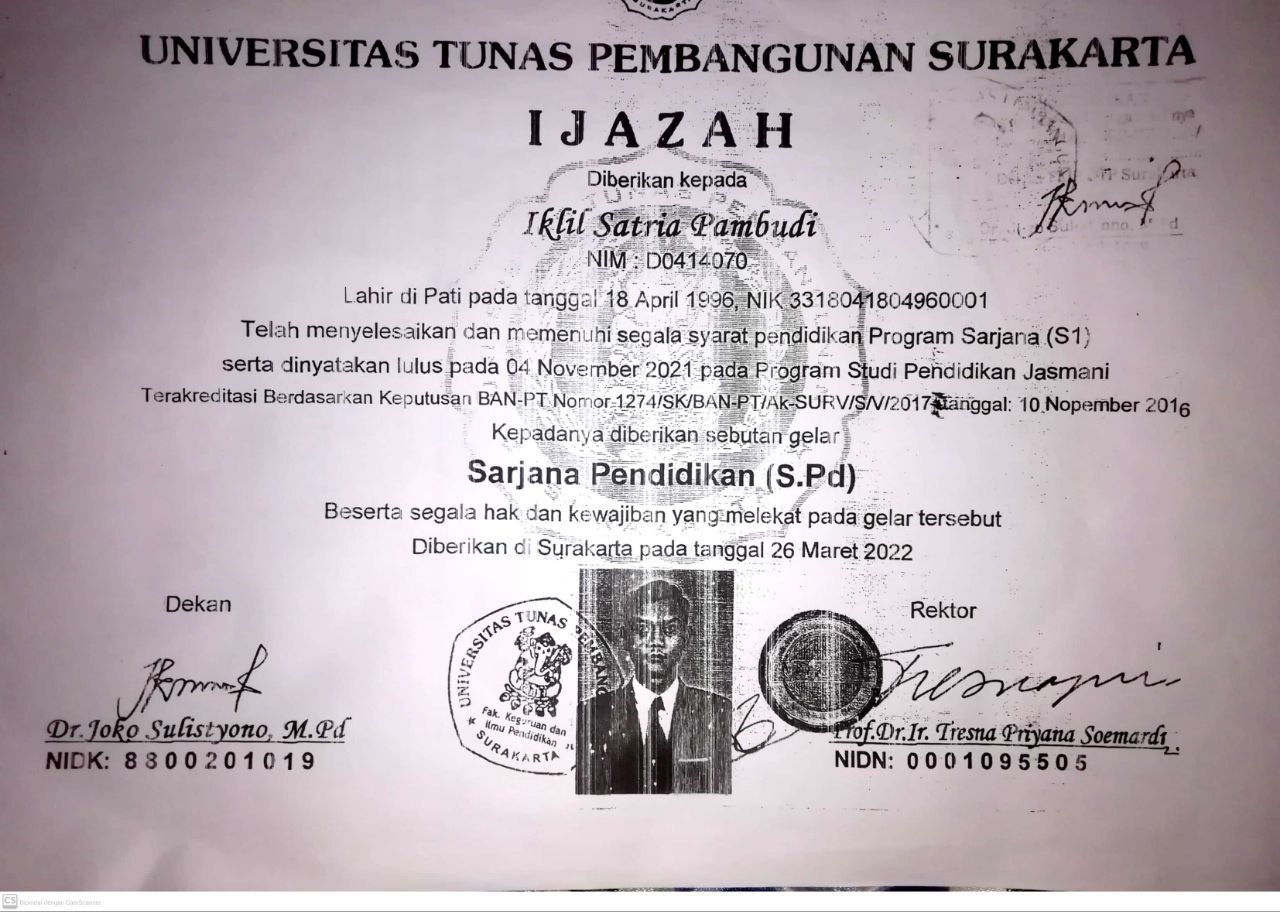 SURAKARTA
UNIVERSITAS TUNAS PEMBANGUNAN SURAKARTA
IJAZAH
Diberikan kepada
Iklil Satria Pambudi
NIM : D0414070
Lahir di Pati pada tanggal 18 April 1996, NIK 3318041804960001
Telah menyelesaikan dan memenuhi segala syarat pendidikan Program Sarjana (S1)
serta dinyatakan lulus pada 04 November 2021 pada Program Studi Pendidikan Jasmani
Terakreditasi Berdasarkan Keputusan BAN-PT Nomor 1274/SK/BAN-PT/Ak-SURV/S/V/2017 tanggal: 10 Nopember 2016
Kepadanya diberikan sebutan gelar
Sarjana Pendidikan (S.Pd)
Beserta segala hak dan kewajiban yang melekat pada gelar tersebut
Diberikan di Surakarta pada tanggal 26 Maret 2022
Dekan
Dr.Joko Sulistyono, M.Pd
NIDK: 8800201019
UNIVERSITAS TUNAS PEMBANG
Fak. Keguruan dan
Ilmu Pendidikan
SURAKARTA
Rektor
Prof.Dr.Ir. Tresna Priyana Soemardi
NIDN: 0001095505
CS Dipindai dengan CamScanner